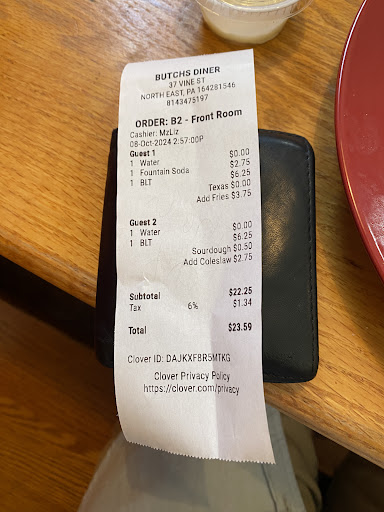 BUTCHS DINER
37 VINE ST
NORTH EAST, PA 164281546
8143475197
ORDER: B2 - Front Room
Cashier: MzLiz
08-Oct-2024 2:57:00P
Guest 1
1 Water $0.00
1 Fountain Soda $2.75
1 BLT $6.25
Texas $0.00
Add Fries $3.75
Guest 2
1 Water $0.00
1 BLT $6.25
Sourdough $0.50
Add Coleslaw $2.75
Subtotal $22.25
Tax 6% $1.34
Total $23.59
Clover ID: DAJKXFBR5MTKG
Clover Privacy Policy
https://clover.com/privacy